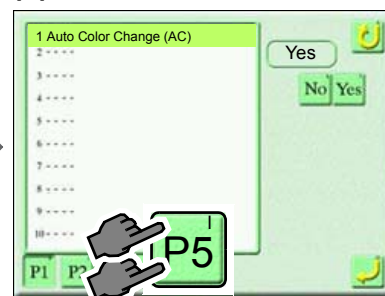 1 Auto Color Change (AC)
2 - - - -
3 - - - -
4 - - - -
5 - - - -
6 - - - -
7 - - - -
8 - - - -
9 - - - -
10 - - - -
Yes
No Yes
P1 P2 P5